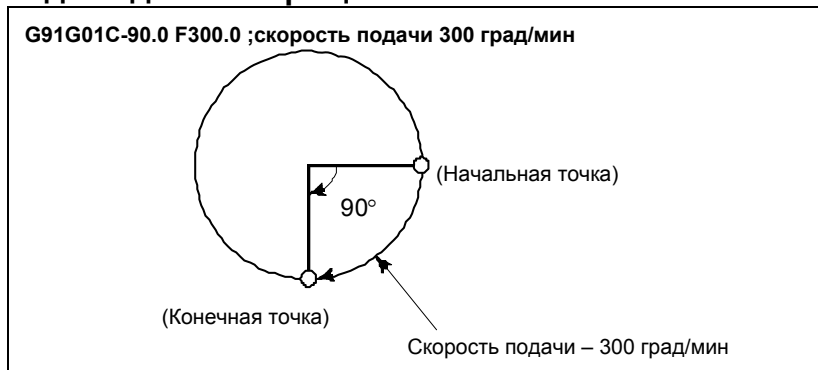 G91G01C-90.0 F300.0 ;скорость подачи 300 град/мин
(Начальная точка)
90°
(Конечная точка)
Скорость подачи – 300 град/мин